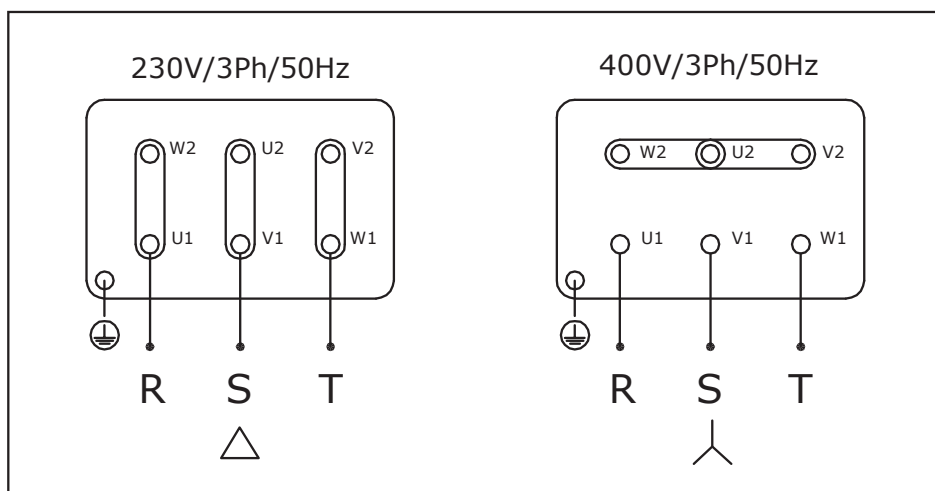 230V/3Ph/50Hz
W2 U2 V2
U1 V1 W1
R S T
400V/3Ph/50Hz
W2 U2 V2
U1 V1 W1
R S T